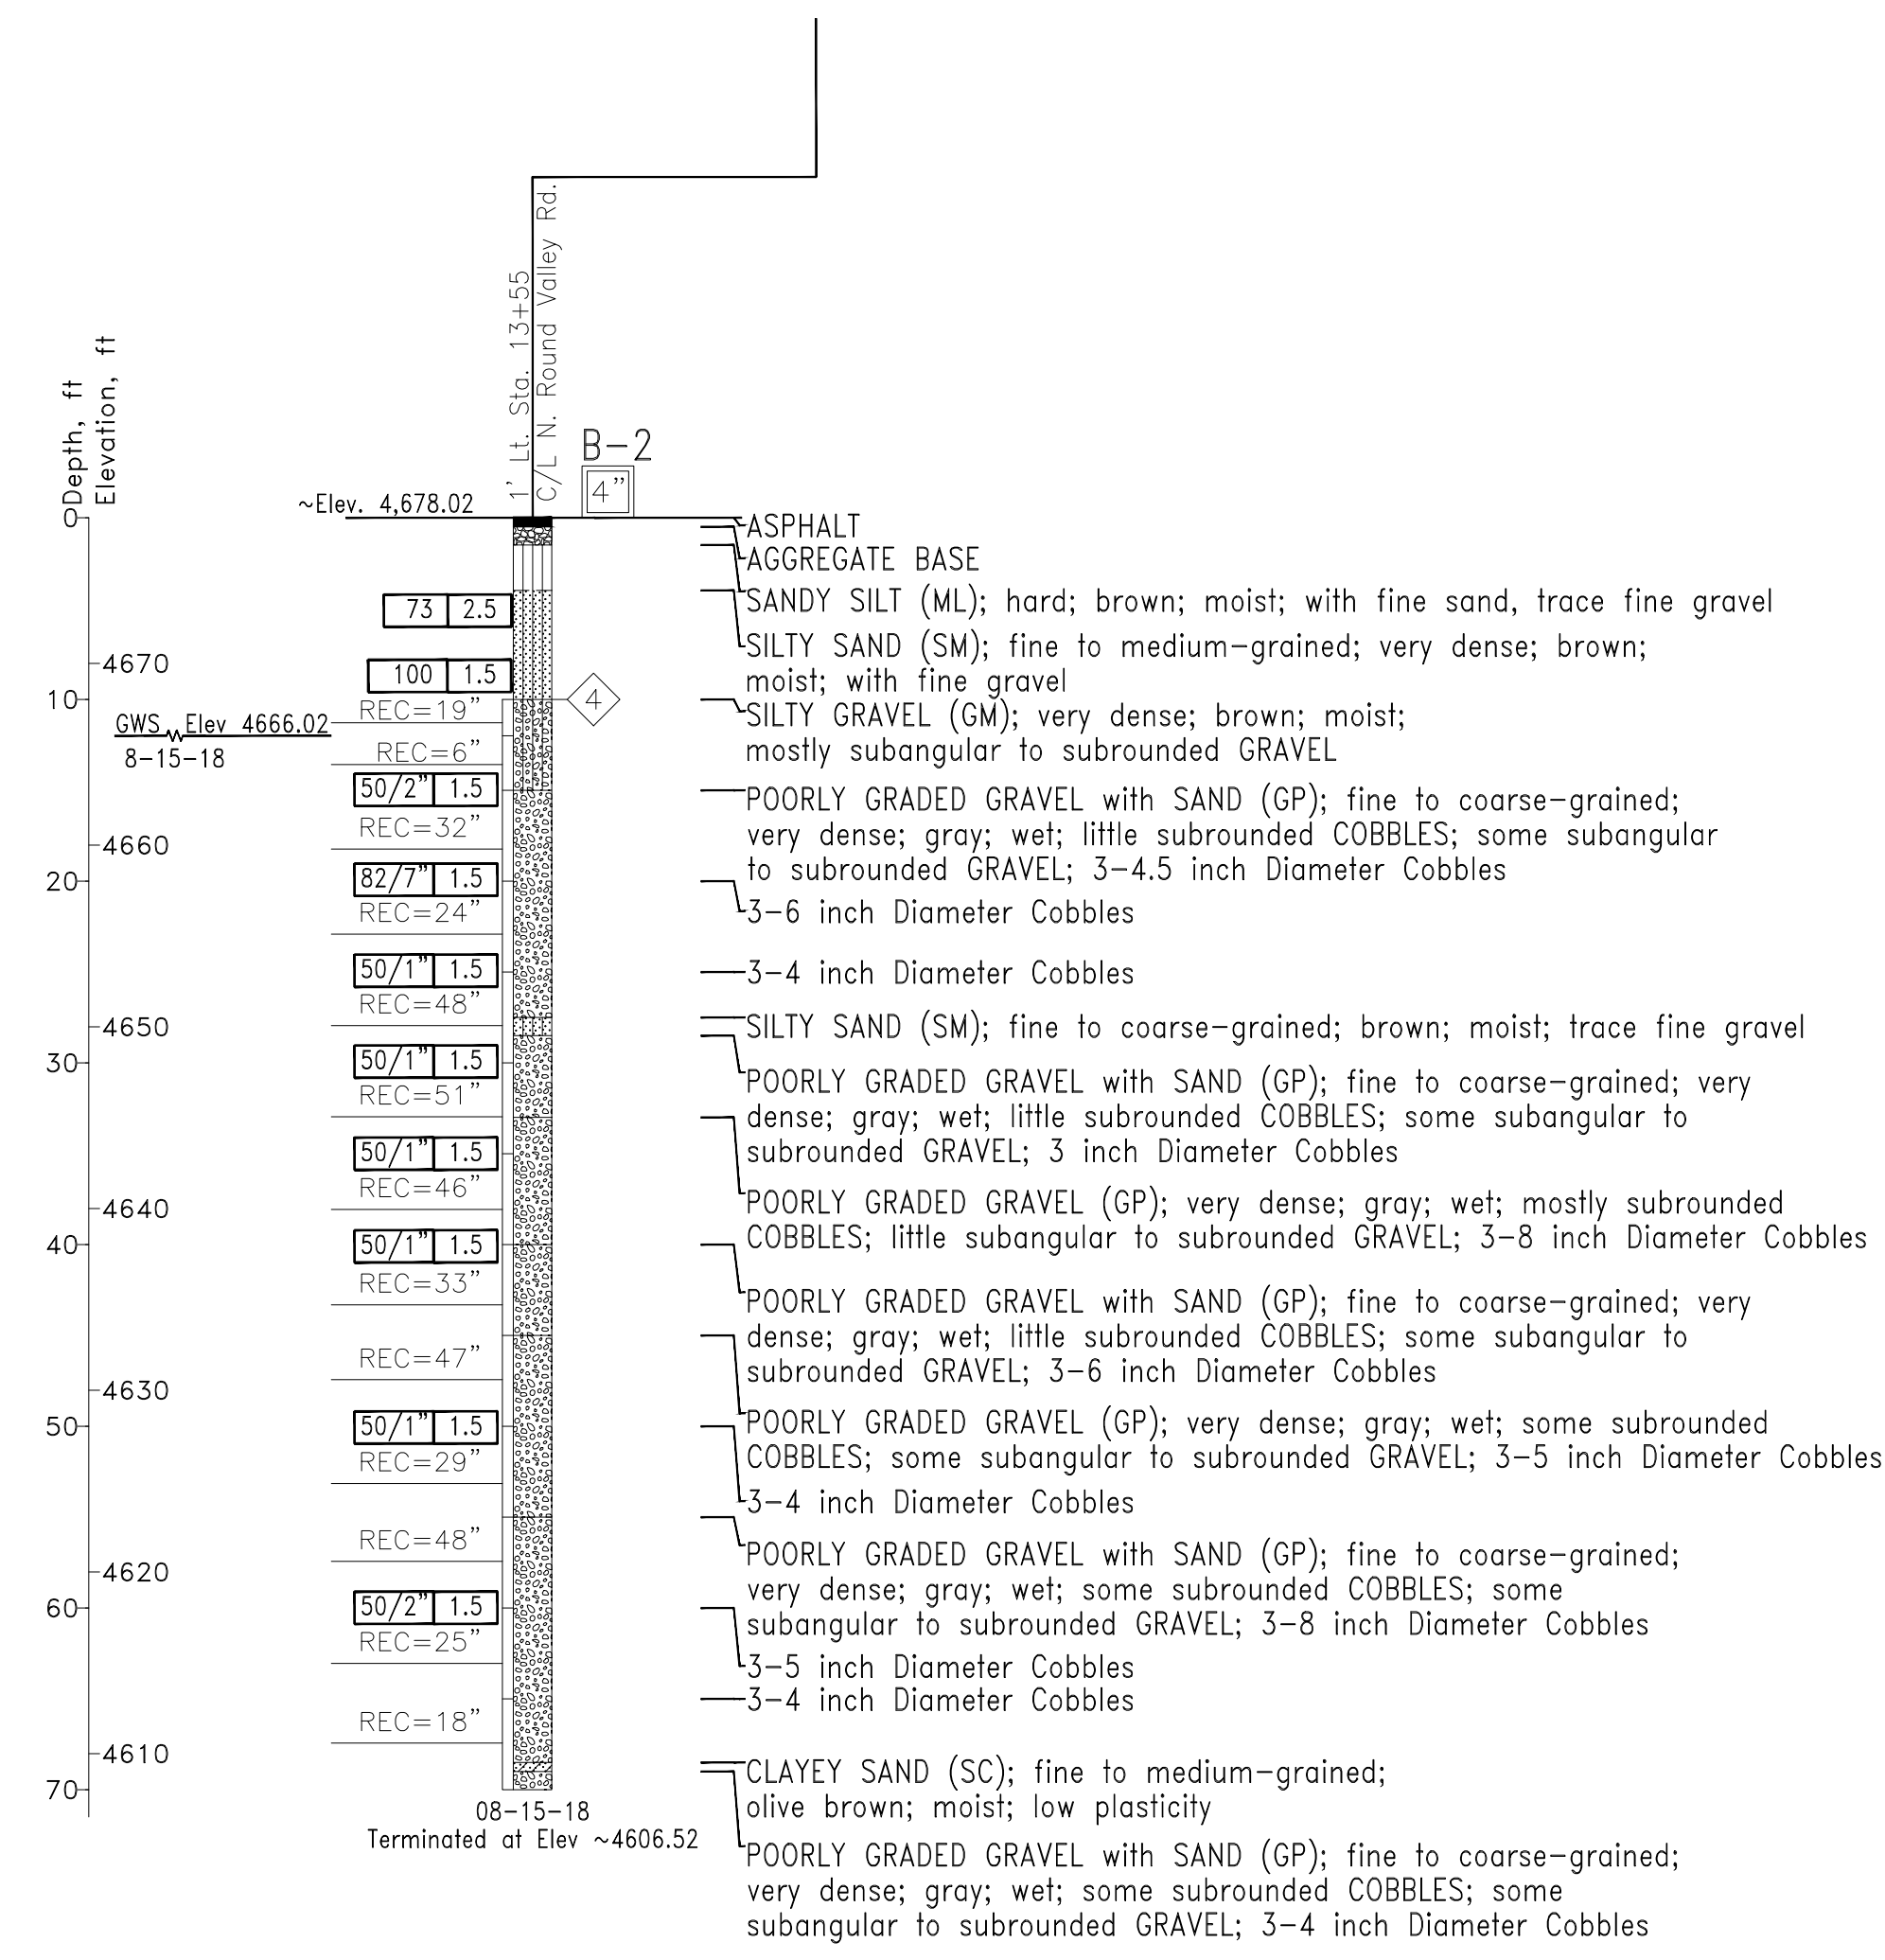 1' Lt. Sta. 13+55
C/L N. Round Valley Rd.
Depth, ft
Elevation, ft
B-2
4"
~Elev. 4,678.02
0
ASPHALT
AGGREGATE BASE
SANDY SILT (ML); hard; brown; moist; with fine sand, trace fine gravel
73 2.5
SILTY SAND (SM); fine to medium-grained; very dense; brown;
moist; with fine gravel
4670
100 1.5
10
4
REC=19"
SILTY GRAVEL (GM); very dense; brown; moist;
mostly subangular to subrounded GRAVEL
GWS Elev 4666.02
8-15-18
REC=6"
50/2" 1.5
POORLY GRADED GRAVEL with SAND (GP); fine to coarse-grained;
very dense; gray; wet; little subrounded COBBLES; some subangular
to subrounded GRAVEL; 3-4.5 inch Diameter Cobbles
REC=32"
4660
20
82/7" 1.5
REC=24"
3-6 inch Diameter Cobbles
50/1" 1.5
3-4 inch Diameter Cobbles
REC=48"
4650
SILTY SAND (SM); fine to coarse-grained; brown; moist; trace fine gravel
30
50/1" 1.5
REC=51"
POORLY GRADED GRAVEL with SAND (GP); fine to coarse-grained; very
dense; gray; wet; little subrounded COBBLES; some subangular to
subrounded GRAVEL; 3 inch Diameter Cobbles
50/1" 1.5
REC=46"
4640
POORLY GRADED GRAVEL (GP); very dense; gray; wet; mostly subrounded
COBBLES; little subangular to subrounded GRAVEL; 3-8 inch Diameter Cobbles
40
50/1" 1.5
REC=33"
POORLY GRADED GRAVEL with SAND (GP); fine to coarse-grained; very
dense; gray; wet; little subrounded COBBLES; some subangular to
subrounded GRAVEL; 3-6 inch Diameter Cobbles
REC=47"
4630
50
50/1" 1.5
REC=29"
POORLY GRADED GRAVEL (GP); very dense; gray; wet; some subrounded
COBBLES; some subangular to subrounded GRAVEL; 3-5 inch Diameter Cobbles
3-4 inch Diameter Cobbles
REC=48"
4620
POORLY GRADED GRAVEL with SAND (GP); fine to coarse-grained;
very dense; gray; wet; some subrounded COBBLES; some
subangular to subrounded GRAVEL; 3-8 inch Diameter Cobbles
60
50/2" 1.5
REC=25"
3-5 inch Diameter Cobbles
3-4 inch Diameter Cobbles
REC=18"
4610
70
CLAYEY SAND (SC); fine to medium-grained;
olive brown; moist; low plasticity
08-15-18
Terminated at Elev ~4606.52
POORLY GRADED GRAVEL with SAND (GP); fine to coarse-grained;
very dense; gray; wet; some subrounded COBBLES; some
subangular to subrounded GRAVEL; 3-4 inch Diameter Cobbles